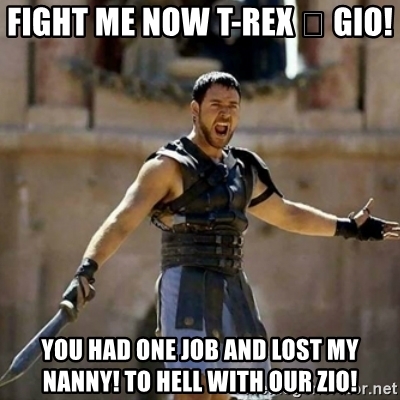 FIGHT ME NOW T-REX GIO!
YOU HAD ONE JOB AND LOST MY
NANNY! TO HELL WITH OUR ZIO!